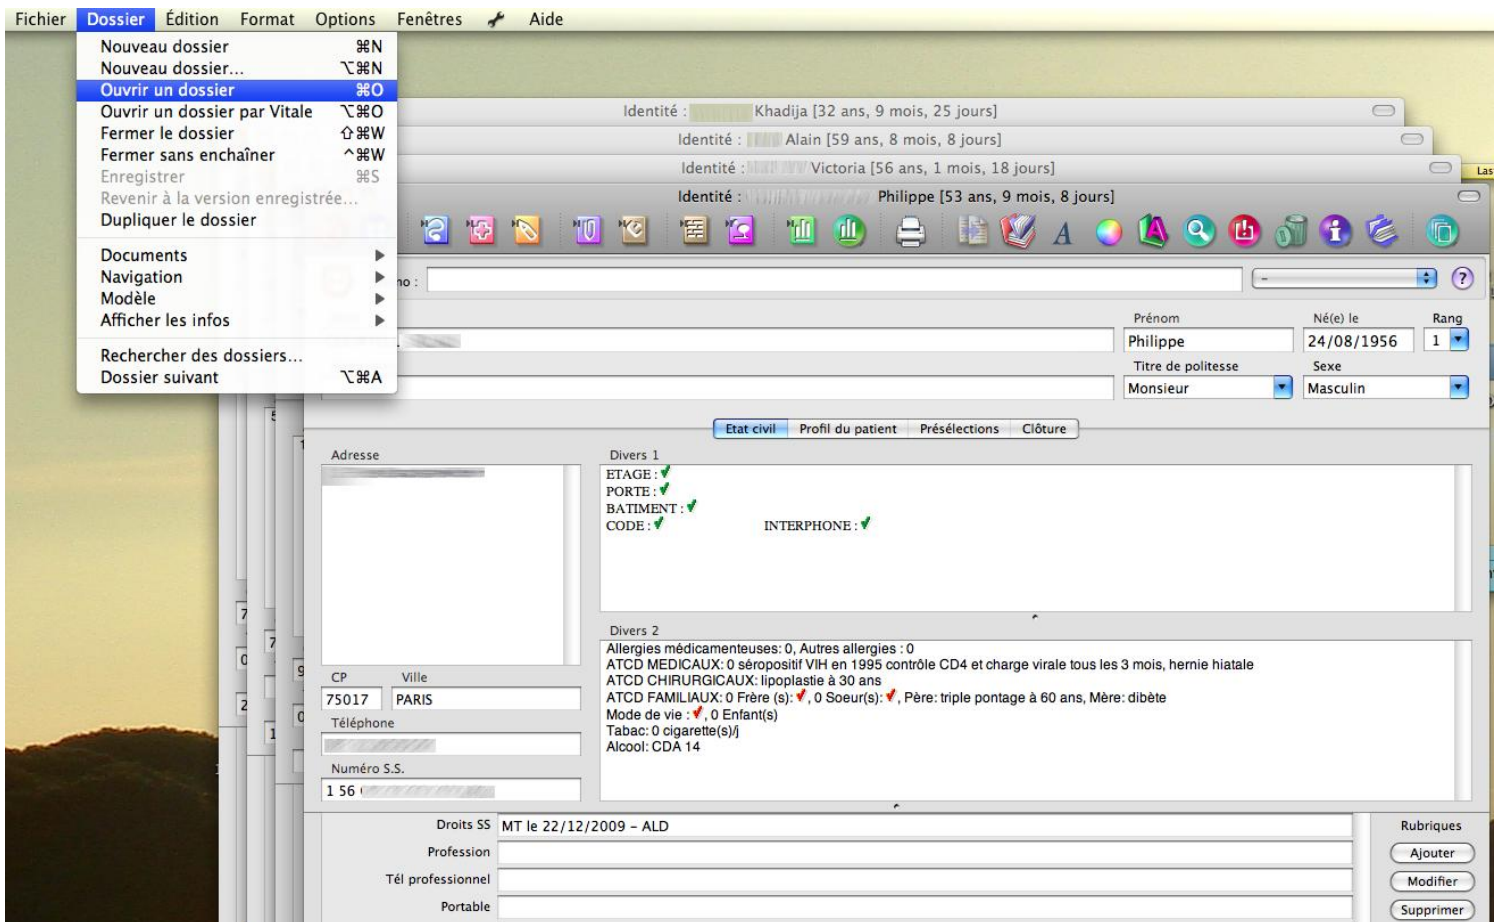 Fichier Dossier Édition Format Options Fenêtres Aide
Nouveau dossier ⌘N
Nouveau dossier... ⌥⌘N
Ouvrir un dossier ⌘O
Ouvrir un dossier par Vitale ⌥⌘O
Fermer le dossier ⇧⌘W
Fermer sans enchaîner ^⌘W
Enregistrer ⌘S
Revenir à la version enregistrée...
Dupliquer le dossier
Documents
Navigation
Modèle
Afficher les infos
Rechercher des dossiers...
Dossier suivant ⌥⌘A
Identité : Khadija [32 ans, 9 mois, 25 jours]
Identité : Alain [59 ans, 8 mois, 8 jours]
Identité : Victoria [56 ans, 1 mois, 18 jours]
Las
Identité : Philippe [53 ans, 9 mois, 8 jours]
no :
- ?
Prénom Né(e) le Rang
Philippe 24/08/1956 1
Titre de politesse Sexe
Monsieur Masculin
Etat civil Profil du patient Présélections Clôture
Adresse
Divers 1
ETAGE :
PORTE :
BATIMENT :
CODE : INTERPHONE :
Divers 2
Allergies médicamenteuses: 0, Autres allergies : 0
ATCD MEDICAUX: 0 séropositif VIH en 1995 contrôle CD4 et charge virale tous les 3 mois, hernie hiatale
ATCD CHIRURGICAUX: lipoplastie à 30 ans
ATCD FAMILIAUX: 0 Frère (s): , 0 Soeur(s): , Père: triple pontage à 60 ans, Mère: dibète
Mode de vie : , 0 Enfant(s)
Tabac: 0 cigarette(s)/j
Alcool: CDA 14
CP Ville
75017 PARIS
Téléphone
Numéro S.S.
1 56
Droits SS MT le 22/12/2009 – ALD
Profession
Tél professionnel
Portable
Rubriques
Ajouter
Modifier
Supprimer